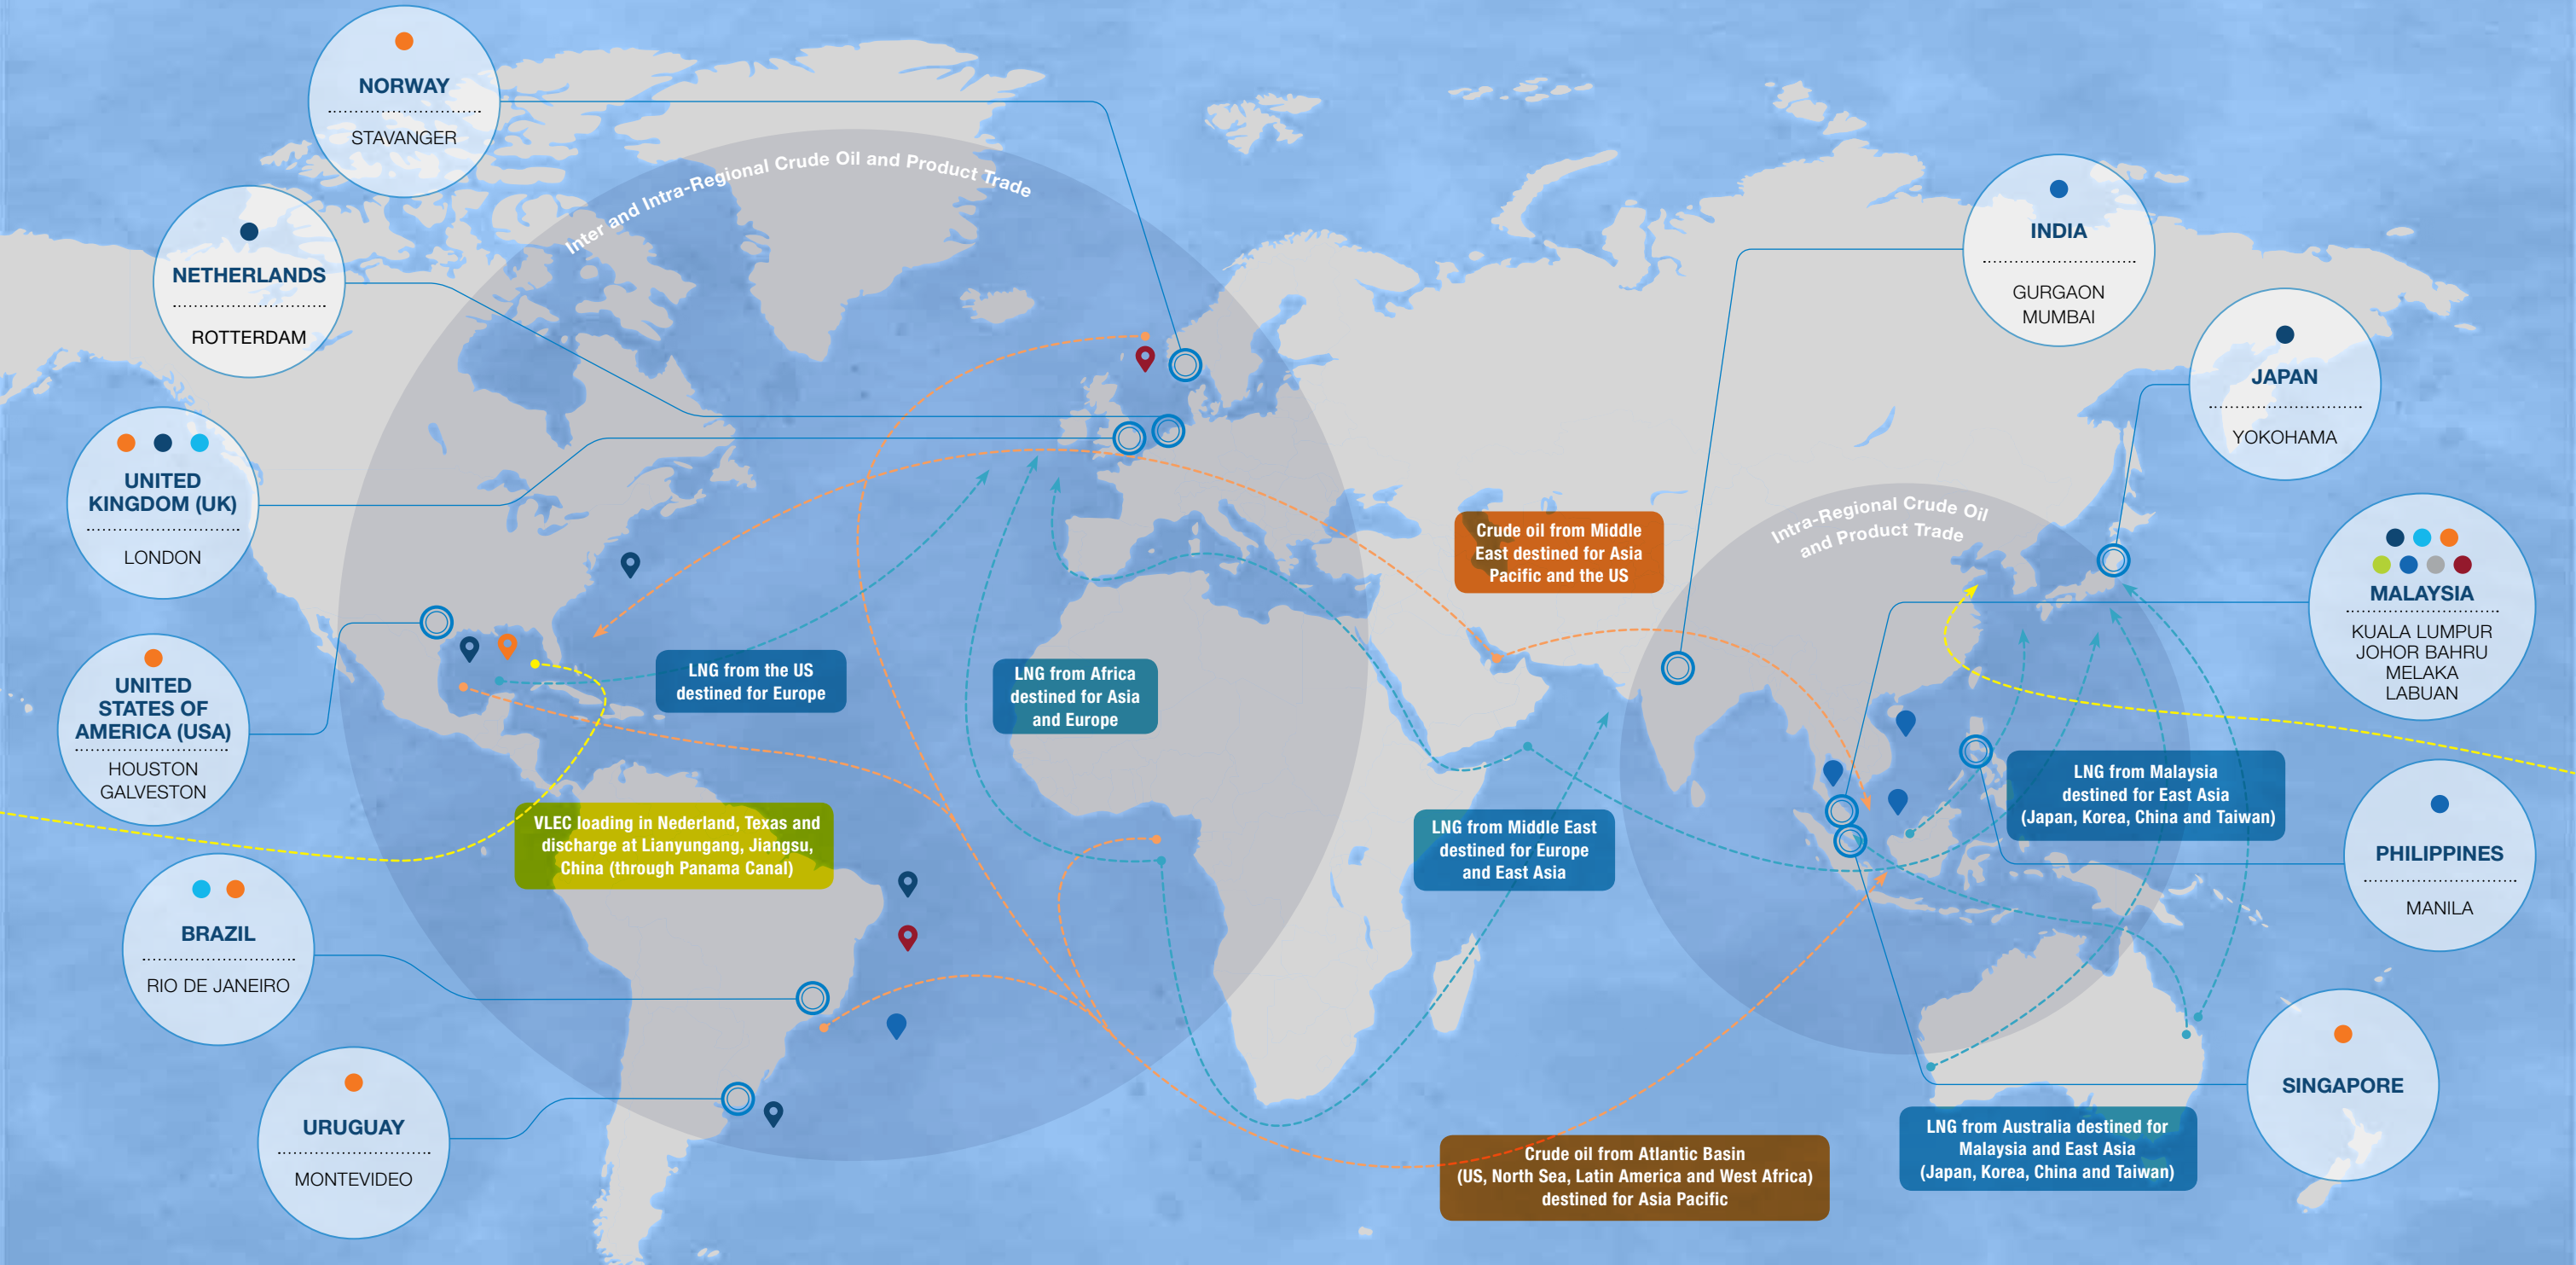 NORWAY
STAVANGER
NETHERLANDS
ROTTERDAM
UNITED
KINGDOM (UK)
LONDON
UNITED
STATES OF
AMERICA (USA)
HOUSTON
GALVESTON
BRAZIL
RIO DE JANEIRO
URUGUAY
MONTEVIDEO
Inter and Intra-Regional Crude Oil and Product Trade
LNG from the US
destined for Europe
LNG from Africa
destined for Asia
and Europe
VLEC loading in Nederland, Texas and
discharge at Lianyungang, Jiangsu,
China (through Panama Canal)
Crude oil from Middle
East destined for Asia
Pacific and the US
LNG from Middle East
destined for Europe
and East Asia
Crude oil from Atlantic Basin
(US, North Sea, Latin America and West Africa)
destined for Asia Pacific
Intra-Regional Crude Oil
and Product Trade
LNG from Malaysia
destined for East Asia
(Japan, Korea, China and Taiwan)
LNG from Australia destined for
Malaysia and East Asia
(Japan, Korea, China and Taiwan)
INDIA
GURGAON
MUMBAI
JAPAN
YOKOHAMA
MALAYSIA
KUALA LUMPUR
JOHOR BAHRU
MELAKA
LABUAN
PHILIPPINES
MANILA
SINGAPORE